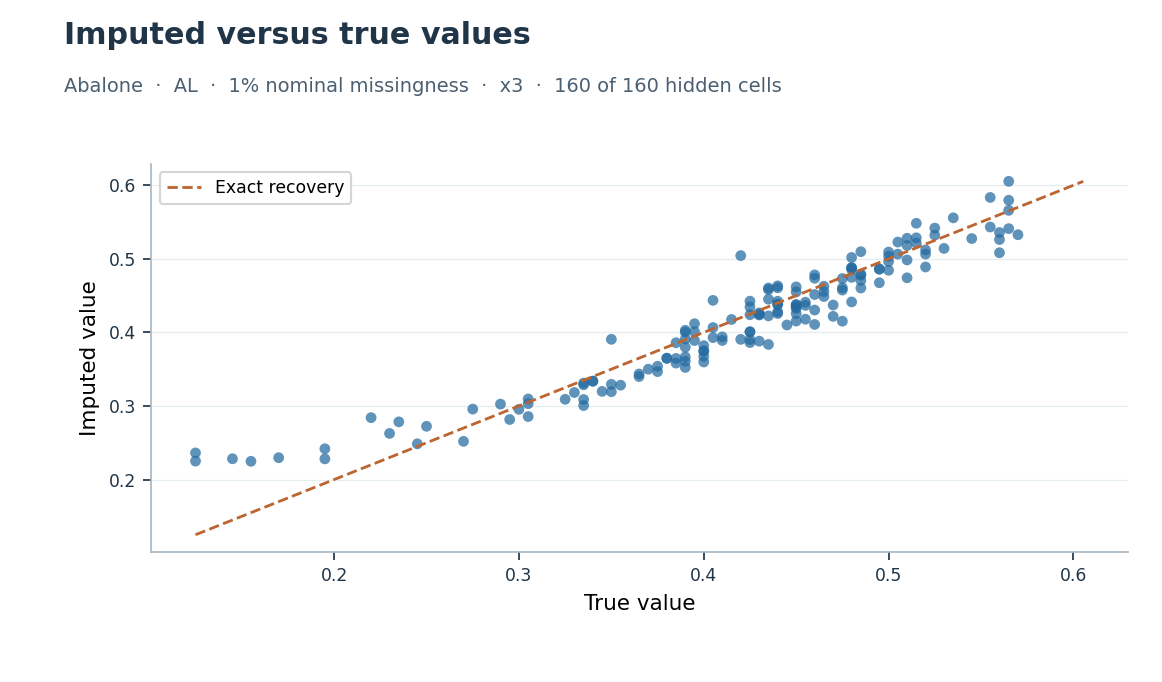 Imputed versus true values
Abalone · AL · 1% nominal missingness · x3 · 160 of 160 hidden cells
Exact recovery
0.6
0.5
0.4
0.3
0.2
Imputed value
0.2 0.3 0.4 0.5 0.6
True value